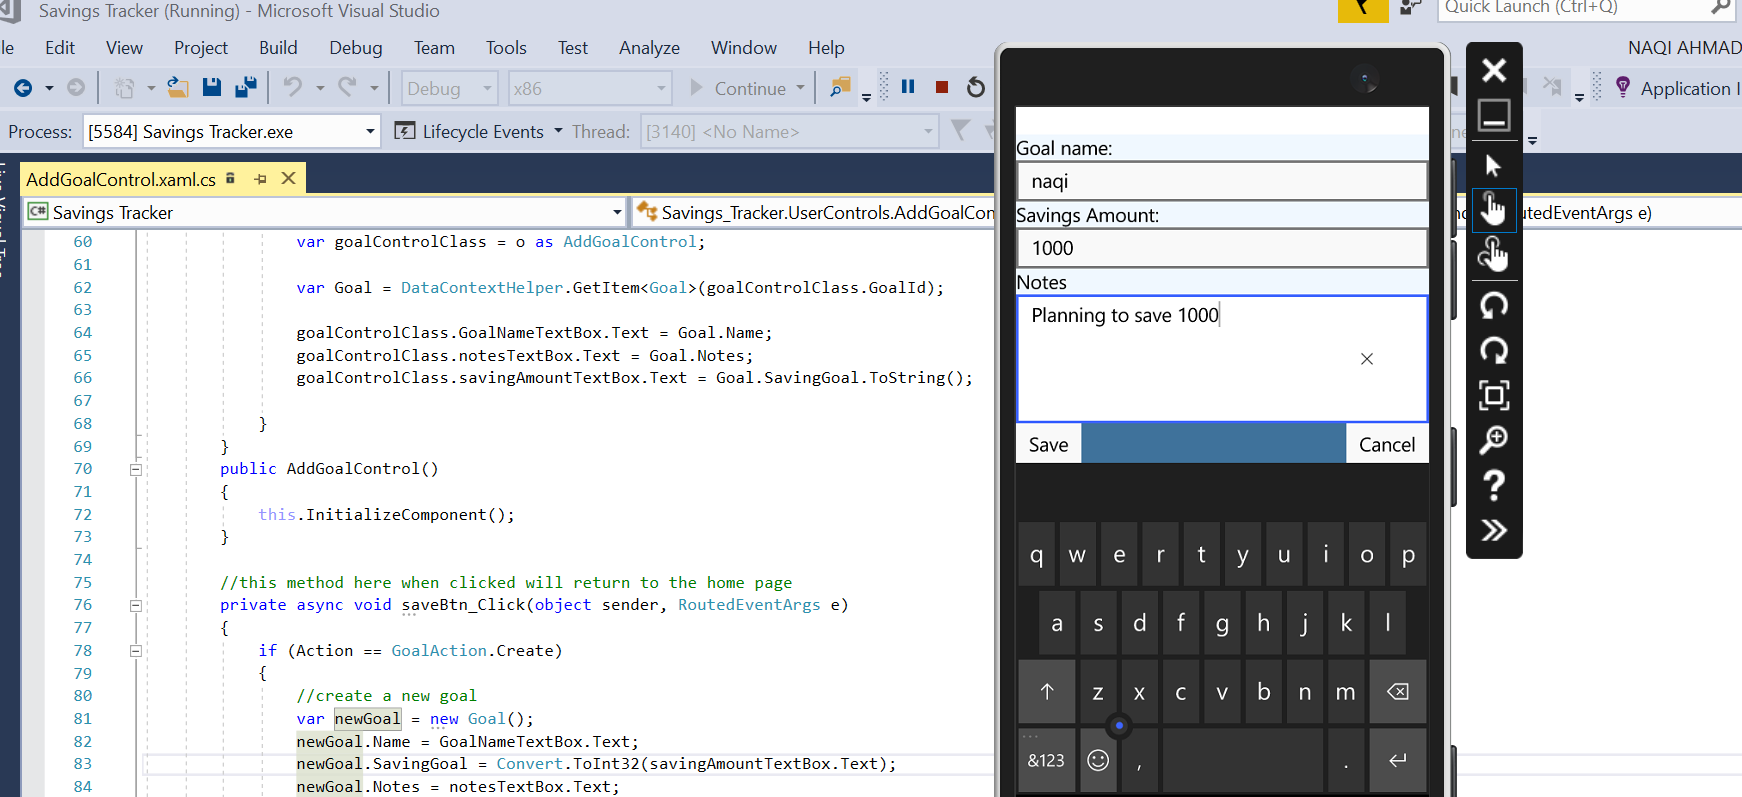 Savings Tracker (Running) - Microsoft Visual Studio
Quick Launch (Ctrl+Q)
le Edit View Project Build Debug Team Tools Test Analyze Window Help
NAQI AHMAD
Debug x86 Continue
Application I
Process: [5584] Savings Tracker.exe Lifecycle Events Thread: [3140] <No Name>
AddGoalControl.xaml.cs
C# Savings Tracker
Savings_Tracker.UserControls.AddGoalCon
utedEventArgs e)
60 var goalControlClass = o as AddGoalControl;
61
62 var Goal = DataContextHelper.GetItem<Goal>(goalControlClass.GoalId);
63
64 goalControlClass.GoalNameTextBox.Text = Goal.Name;
65 goalControlClass.notesTextBox.Text = Goal.Notes;
66 goalControlClass.savingAmountTextBox.Text = Goal.SavingGoal.ToString();
67
68 }
69 }
70 public AddGoalControl()
71 {
72 this.InitializeComponent();
73 }
74
75 //this method here when clicked will return to the home page
76 private async void saveBtn_Click(object sender, RoutedEventArgs e)
77 {
78 if (Action == GoalAction.Create)
79 {
80 //create a new goal
81 var newGoal = new Goal();
82 newGoal.Name = GoalNameTextBox.Text;
83 newGoal.SavingGoal = Convert.ToInt32(savingAmountTextBox.Text);
84 newGoal.Notes = notesTextBox.Text;
Goal name:
naqi
Savings Amount:
1000
Notes
Planning to save 1000
Save Cancel
q w e r t y u i o p
a s d f g h j k l
z x c v b n m
&123 , .